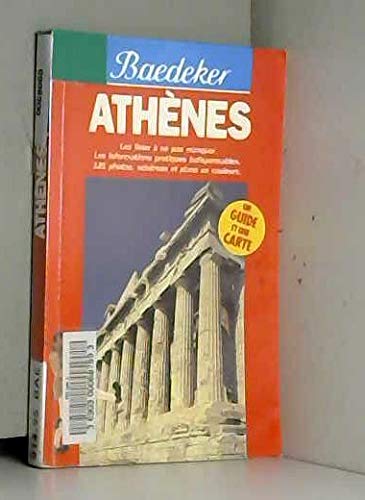 Baedeker
ATHÈNES
Les lieux à ne pas manquer.
Les informations pratiques indispensables.
photos, schémas et plans en couleurs.
UN
GUIDE
ET UNE
CARTE
ATHÈNES
BAE